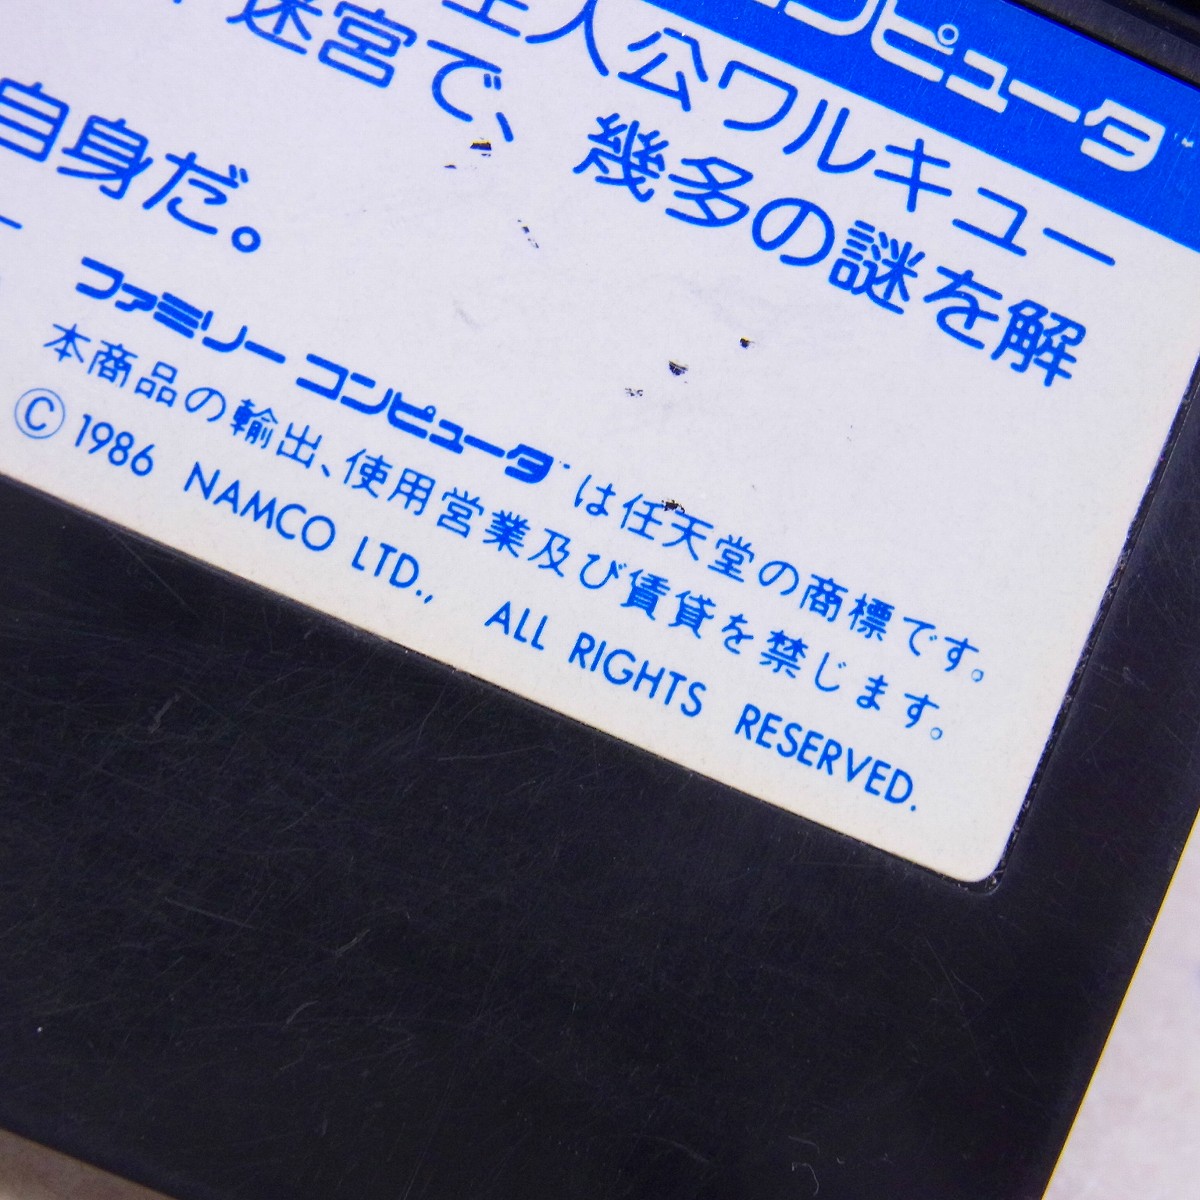 コンピュータ
主人公ワルキュー
迷宮で、幾多の謎を解
自身だ。
ファミリー コンピュータ™は任天堂の商標です。
本商品の輸出、使用営業及び賃貸を禁じます。
© 1986 NAMCO LTD., ALL RIGHTS RESERVED.